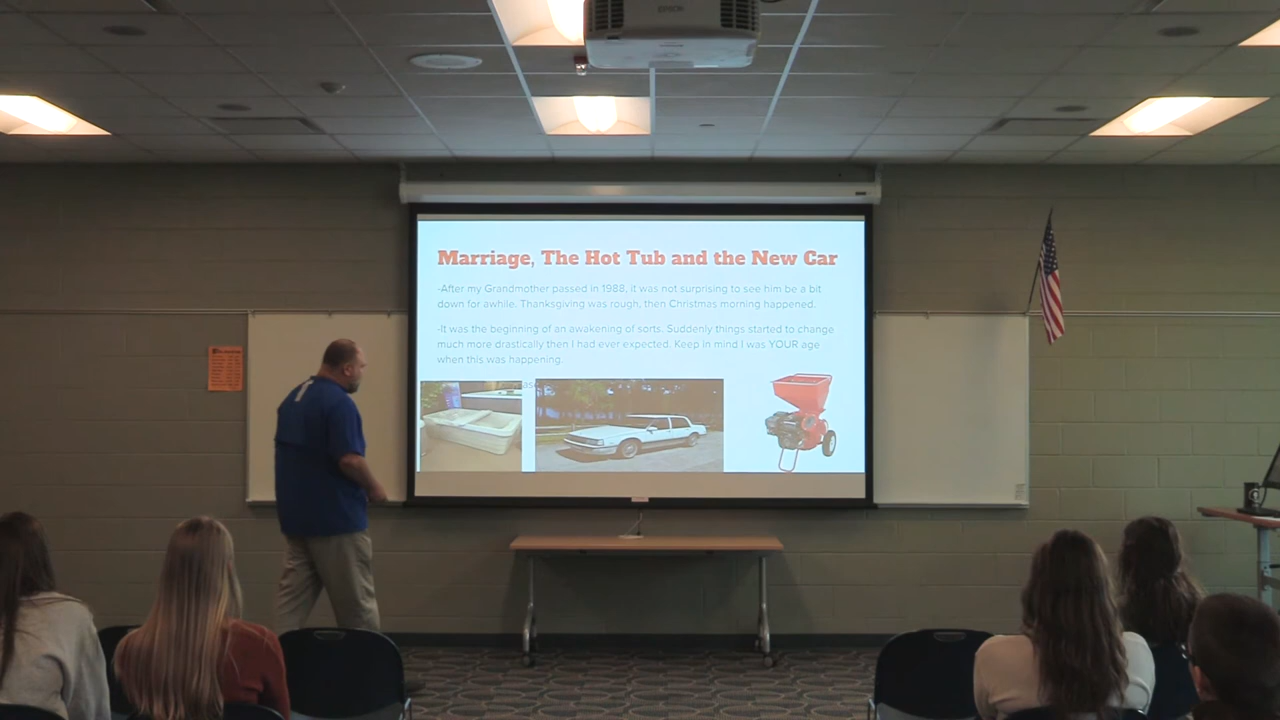 EPSON
Marriage, The Hot Tub and the New Car
-After my Grandmother passed in 1988, it was not surprising to see him be a bit
down for awhile. Thanksgiving was rough, then Christmas morning happened.
-It was the beginning of an awakening of sorts. Suddenly things started to change
much more drastically then I had ever expected. Keep in mind I was YOUR age
when this was happening.